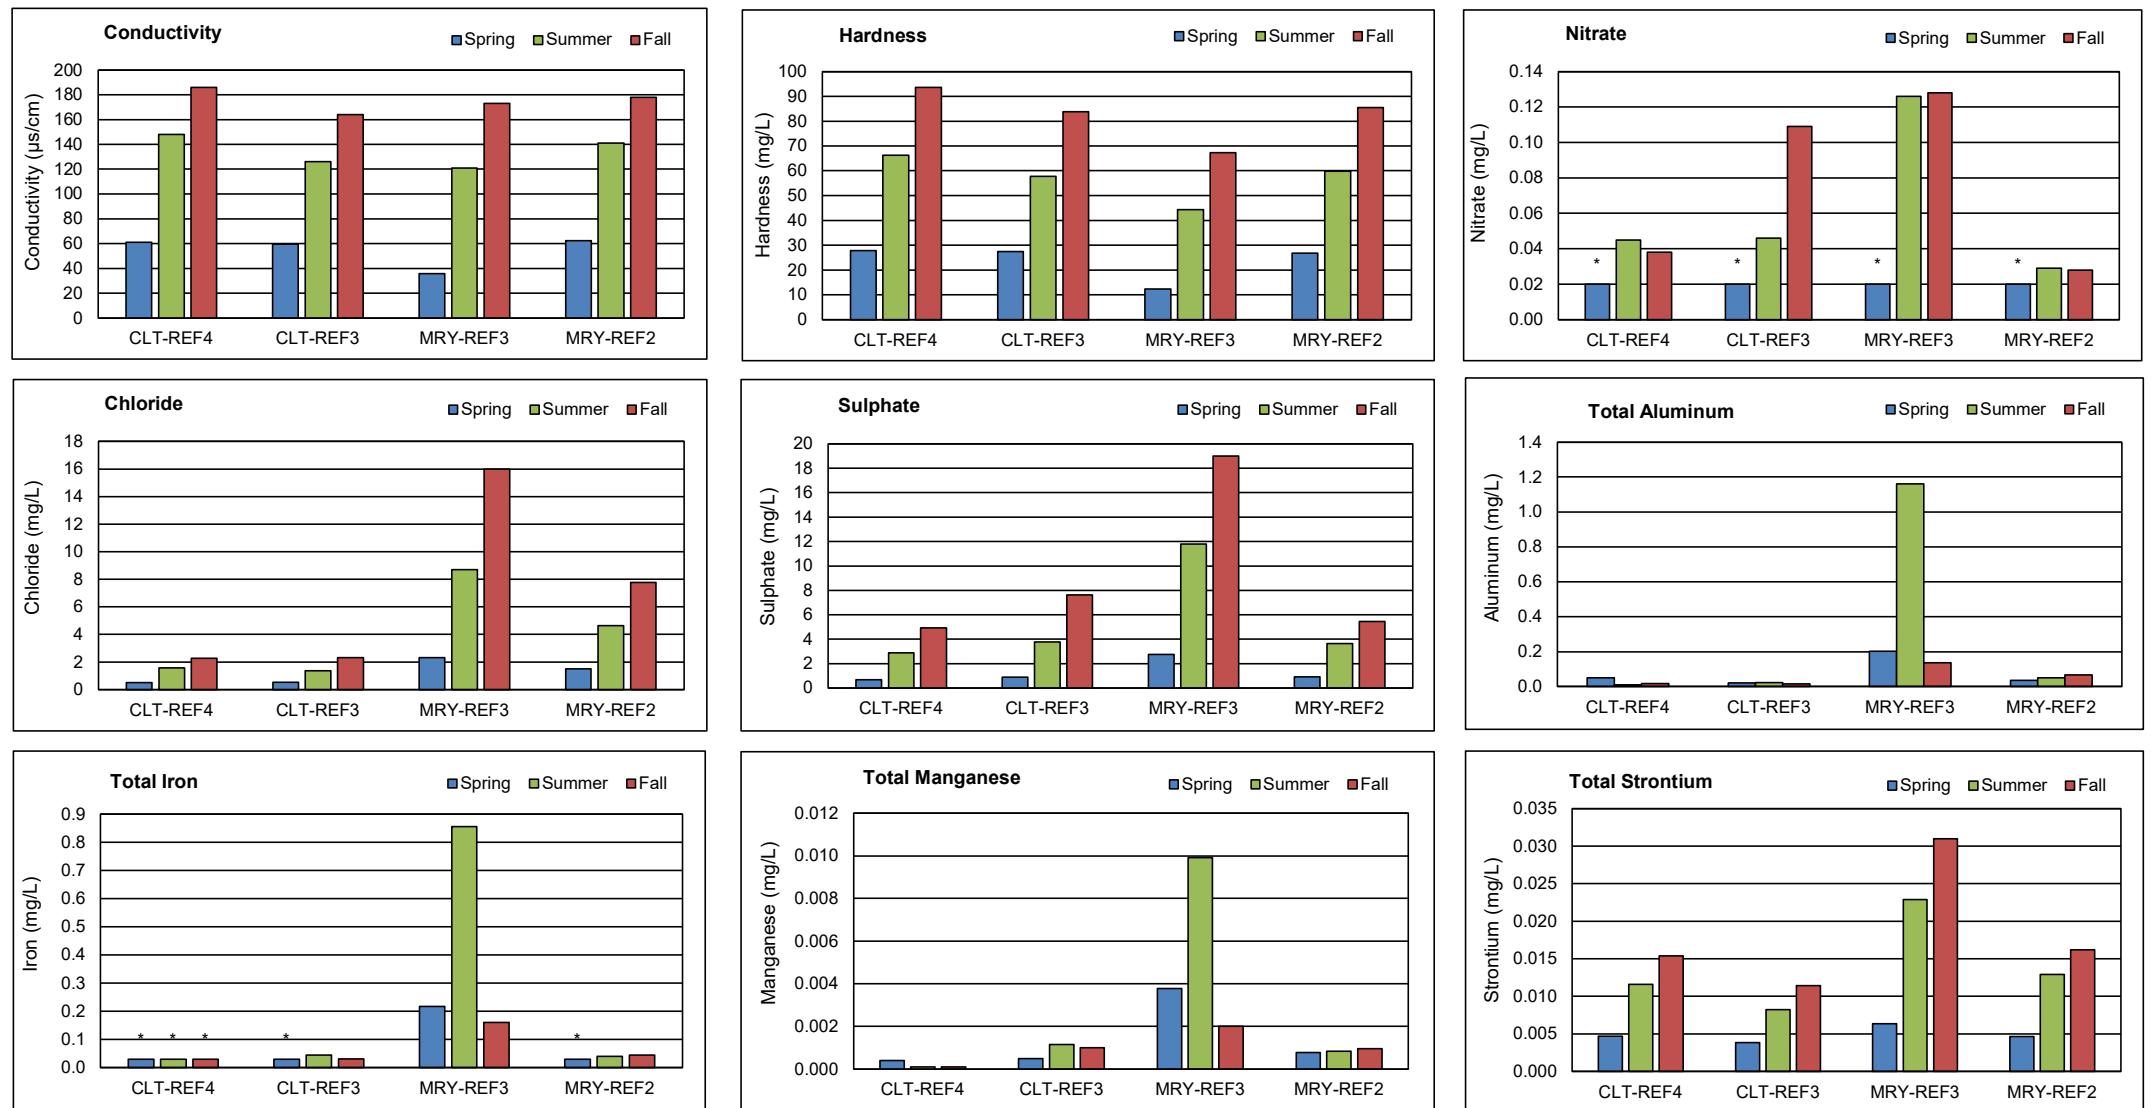 Conductivity
Spring Summer Fall
Conductivity (µs/cm)
200
180
160
140
120
100
80
60
40
20
0
CLT-REF4 CLT-REF3 MRY-REF3 MRY-REF2
Hardness
Spring Summer Fall
Hardness (mg/L)
100
90
80
70
60
50
40
30
20
10
0
CLT-REF4 CLT-REF3 MRY-REF3 MRY-REF2
Nitrate
Spring Summer Fall
Nitrate (mg/L)
0.14
0.12
0.10
0.08
0.06
0.04
0.02
0.00
* * * *
CLT-REF4 CLT-REF3 MRY-REF3 MRY-REF2
Chloride
Spring Summer Fall
Chloride (mg/L)
18
16
14
12
10
8
6
4
2
0
CLT-REF4 CLT-REF3 MRY-REF3 MRY-REF2
Sulphate
Spring Summer Fall
Sulphate (mg/L)
20
18
16
14
12
10
8
6
4
2
0
CLT-REF4 CLT-REF3 MRY-REF3 MRY-REF2
Total Aluminum
Spring Summer Fall
Aluminum (mg/L)
1.4
1.2
1.0
0.8
0.6
0.4
0.2
0.0
CLT-REF4 CLT-REF3 MRY-REF3 MRY-REF2
Total Iron
Spring Summer Fall
Iron (mg/L)
0.9
0.8
0.7
0.6
0.5
0.4
0.3
0.2
0.1
0.0
* * * * *
CLT-REF4 CLT-REF3 MRY-REF3 MRY-REF2
Total Manganese
Spring Summer Fall
Manganese (mg/L)
0.012
0.010
0.008
0.006
0.004
0.002
0.000
CLT-REF4 CLT-REF3 MRY-REF3 MRY-REF2
Total Strontium
Spring Summer Fall
Strontium (mg/L)
0.035
0.030
0.025
0.020
0.015
0.010
0.005
0.000
CLT-REF4 CLT-REF3 MRY-REF3 MRY-REF2